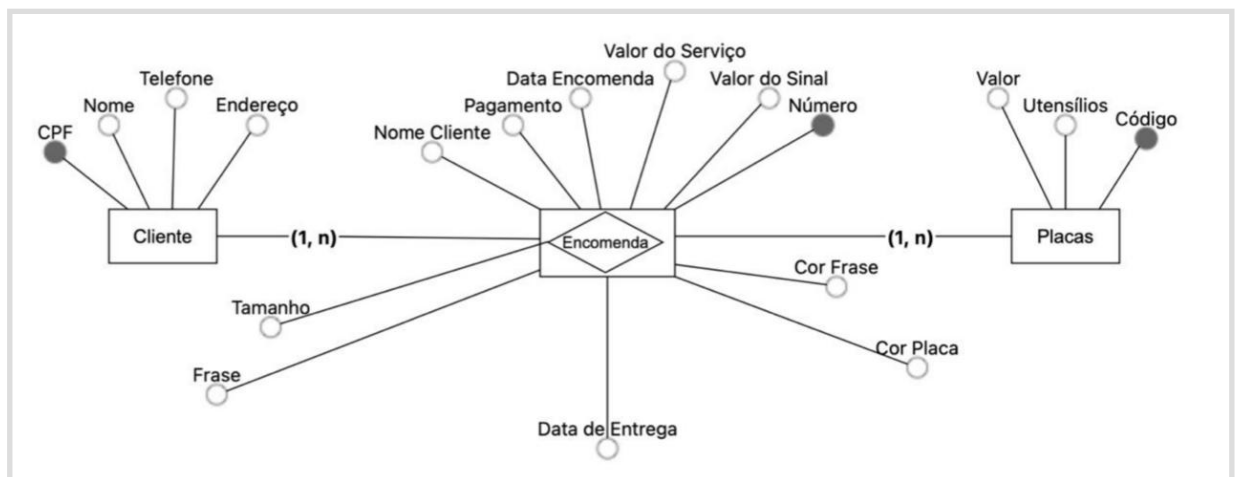 Valor do Serviço
Telefone
Data Encomenda
Valor do Sinal
Valor
Nome
Endereço
Pagamento
Número
Utensílios
CPF
Nome Cliente
Código
Cliente
(1, n)
Encomenda
(1, n)
Placas
Cor Frase
Tamanho
Cor Placa
Frase
Data de Entrega